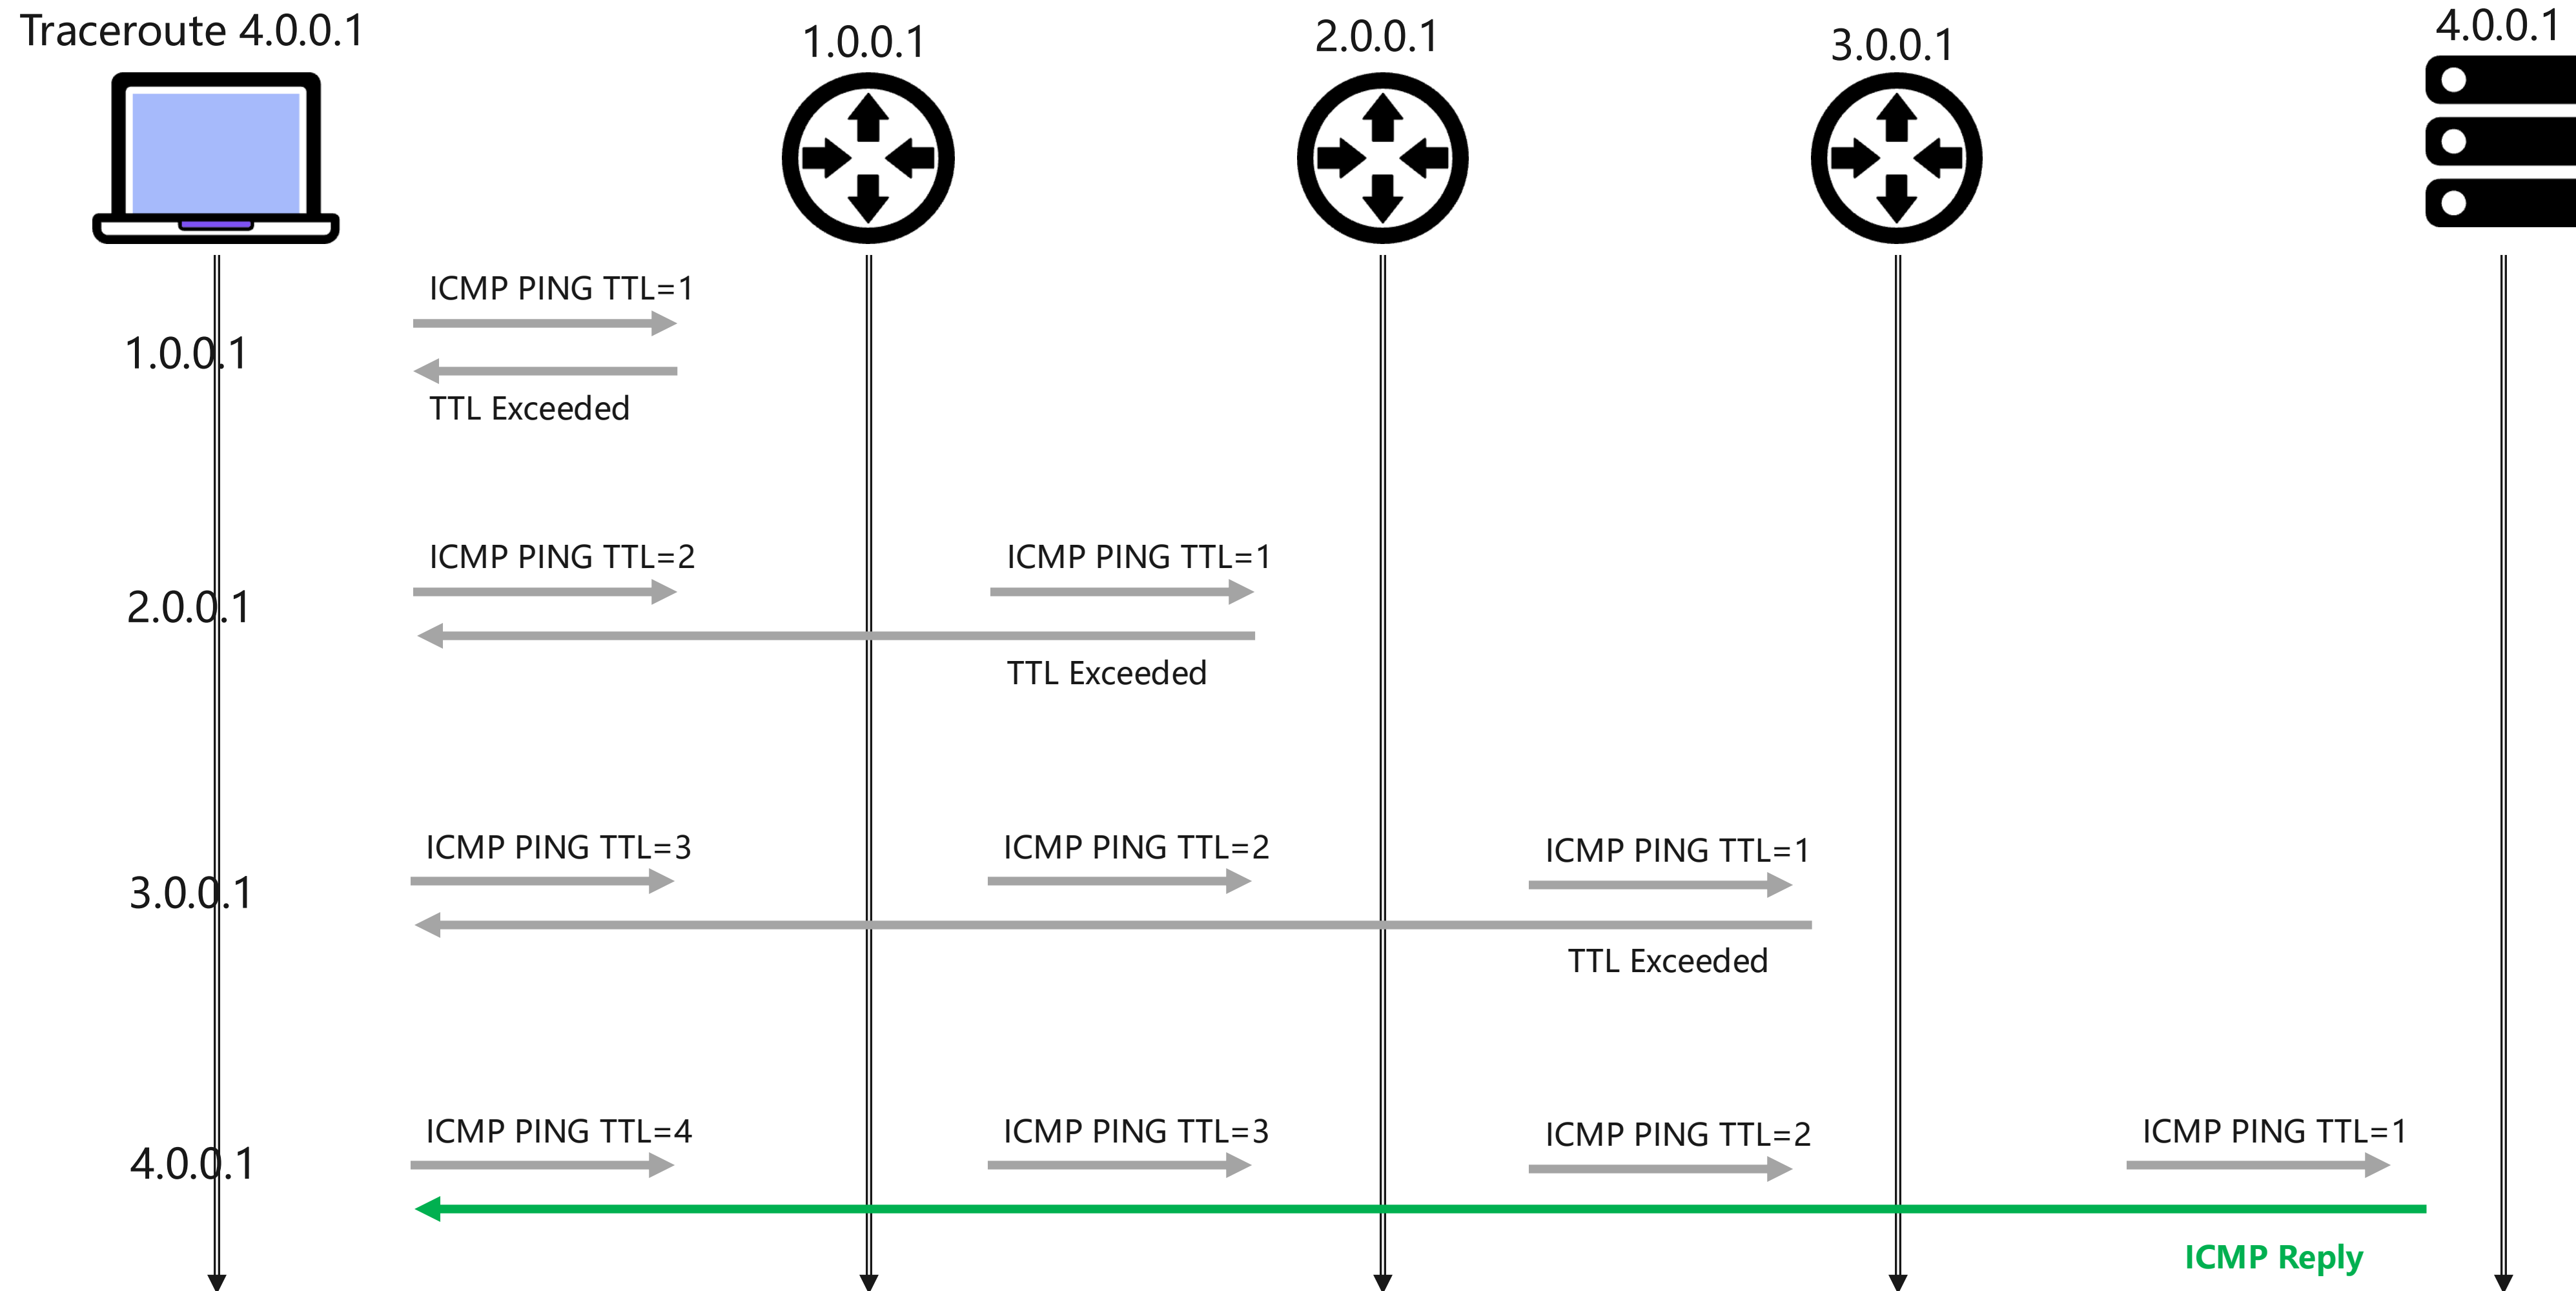 Traceroute 4.0.0.1
1.0.0.1
2.0.0.1
3.0.0.1
4.0.0.1
ICMP PING TTL=1
1.0.0.1
TTL Exceeded
ICMP PING TTL=2
ICMP PING TTL=1
2.0.0.1
TTL Exceeded
ICMP PING TTL=3
ICMP PING TTL=2
ICMP PING TTL=1
3.0.0.1
TTL Exceeded
ICMP PING TTL=4
ICMP PING TTL=3
ICMP PING TTL=2
ICMP PING TTL=1
4.0.0.1
ICMP Reply